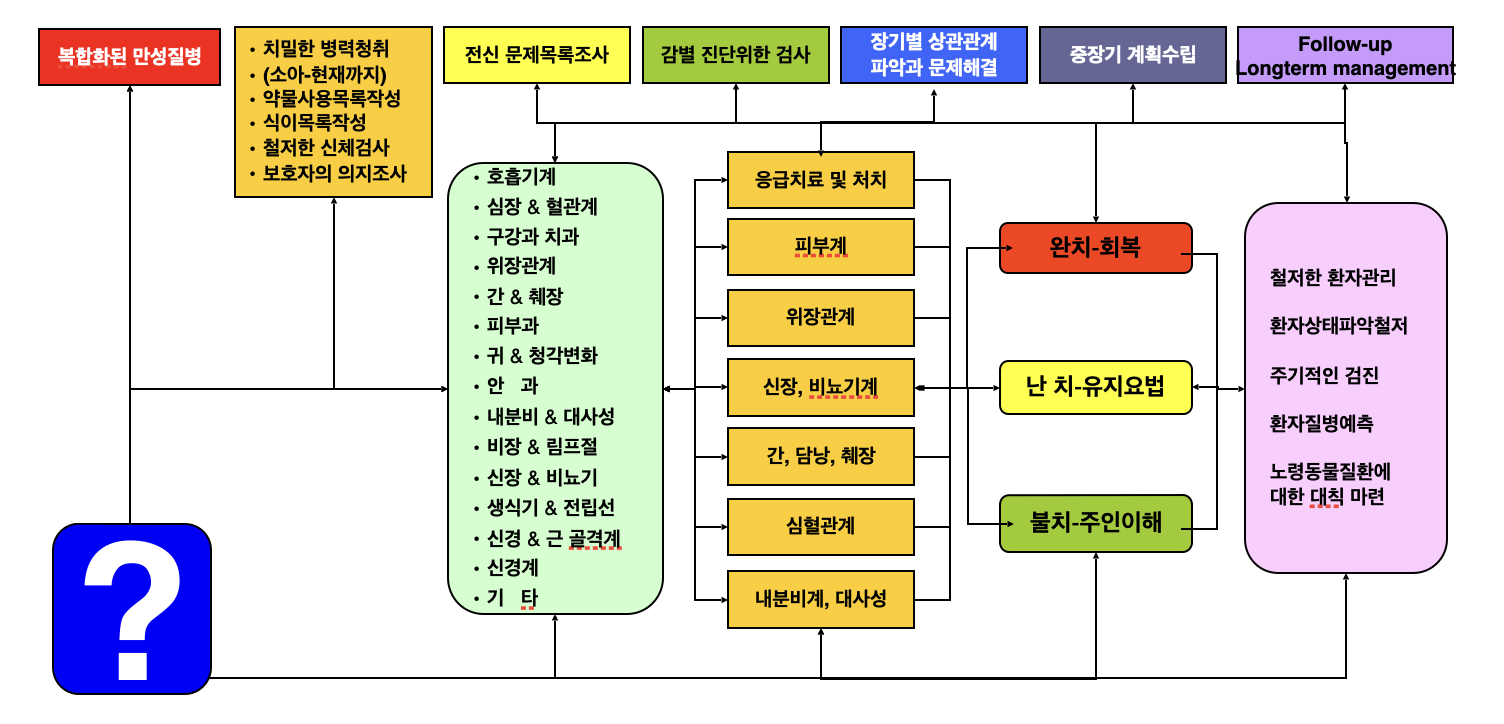 복합화된 만성질병
• 치밀한 병력청취
• (소아-현재까지)
• 약물사용목록작성
• 식이목록작성
• 철저한 신체검사
• 보호자의 의지조사
전신 문제목록조사
감별 진단위한 검사
장기별 상관관계
파악과 문제해결
중장기 계획수립
Follow-up
Longterm management
• 호흡기계
• 심장 & 혈관계
• 구강과 치과
• 위장관계
• 간 & 췌장
• 피부과
• 귀 & 청각변화
• 안 과
• 내분비 & 대사성
• 비장 & 림프절
• 신장 & 비뇨기
• 생식기 & 전립선
• 신경 & 근 골격계
• 신경계
• 기 타
응급치료 및 처치
피부계
위장관계
신장, 비뇨기계
간, 담낭, 췌장
심혈관계
내분비계, 대사성
완치-회복
난 치-유지요법
불치-주인이해
철저한 환자관리
환자상태파악철저
주기적인 검진
환자질병예측
노령동물질환에
대한 대칙 마련
?